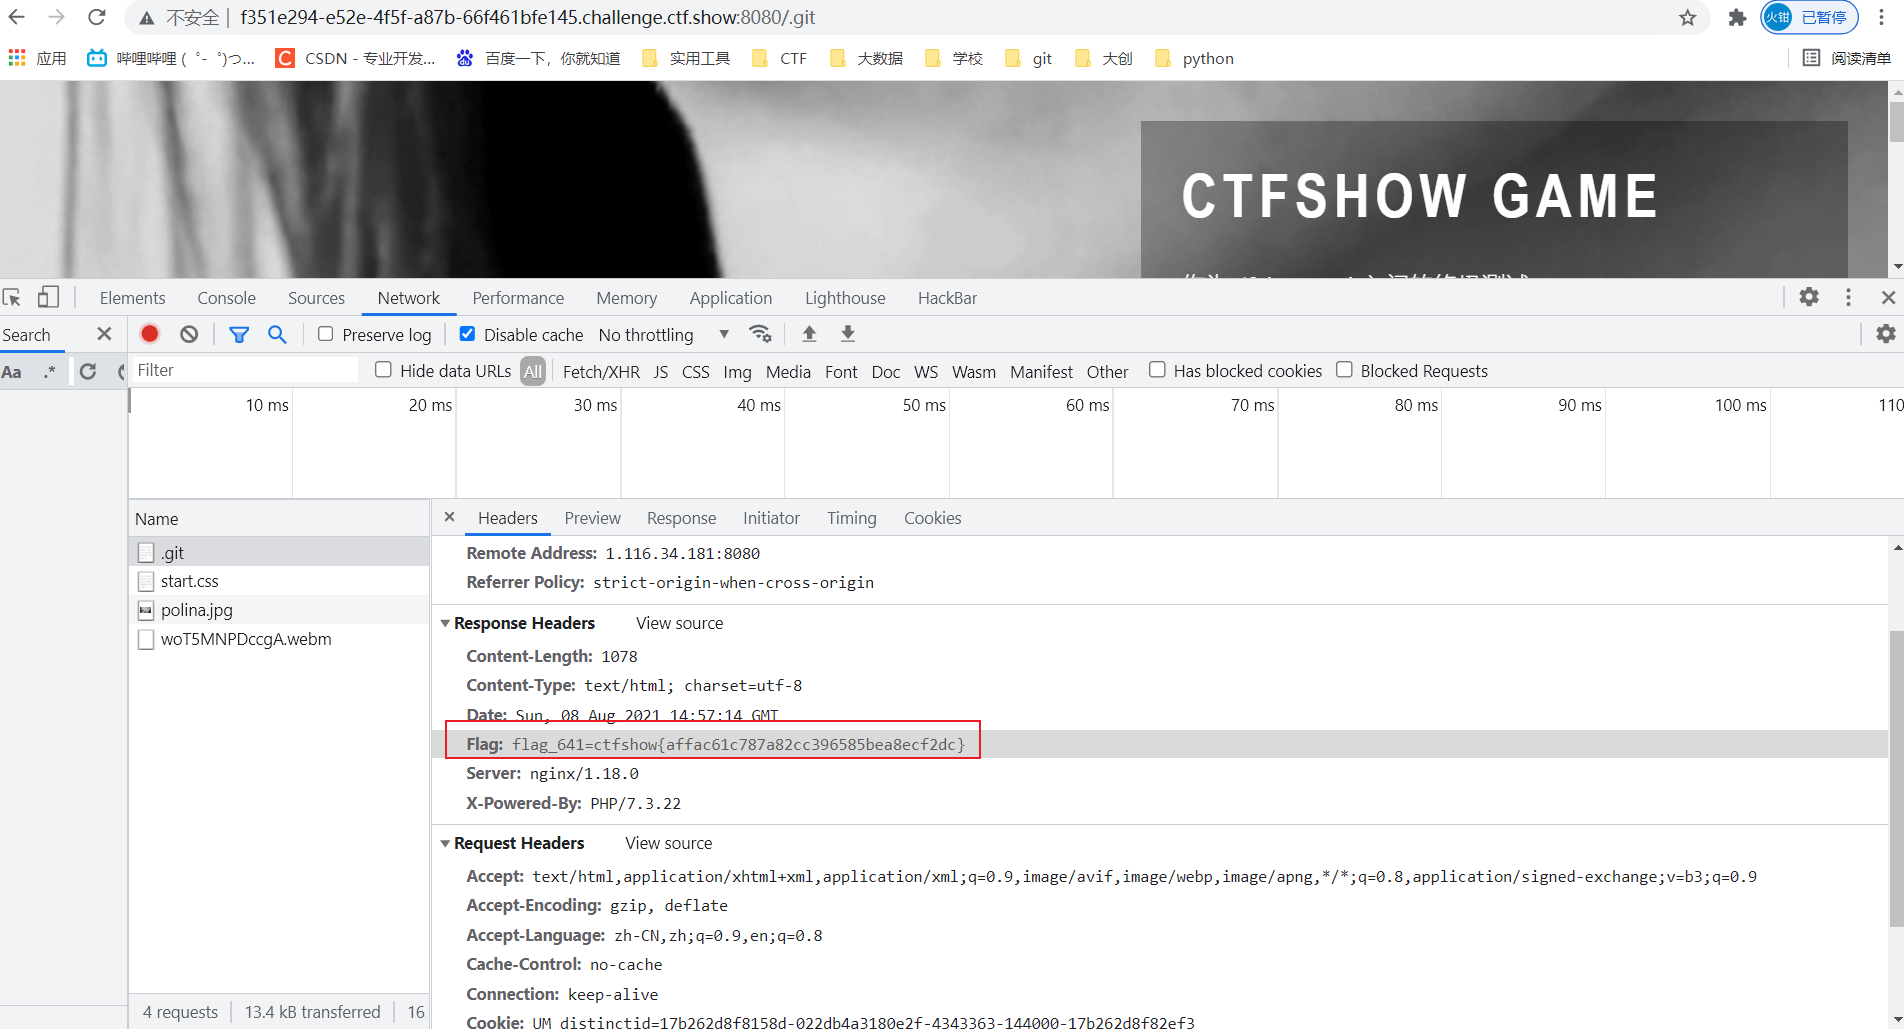 不安全 | f351e294-e52e-4f5f-a87b-66f461bfe145.challenge.ctf.show:8080/.git 火钳 已暂停
应用 哔哩哔哩 ( ゜- ゜)つ... CSDN - 专业开发... 百度一下，你就知道 实用工具 CTF 大数据 学校 git 大创 python 阅读清单
CTFSHOW GAME
Elements Console Sources Network Performance Memory Application Lighthouse HackBar
Search Preserve log Disable cache No throttling
Aa .* Filter Hide data URLs All Fetch/XHR JS CSS Img Media Font Doc WS Wasm Manifest Other Has blocked cookies Blocked Requests
10 ms 20 ms 30 ms 40 ms 50 ms 60 ms 70 ms 80 ms 90 ms 100 ms 110
Name Headers Preview Response Initiator Timing Cookies
.git
start.css
polina.jpg
woT5MNPDccgA.webm
Remote Address: 1.116.34.181:8080
Referrer Policy: strict-origin-when-cross-origin
Response Headers View source
Content-Length: 1078
Content-Type: text/html; charset=utf-8
Date: Sun, 08 Aug 2021 14:57:14 GMT
Flag: flag_641=ctfshow{affac61c787a82cc396585bea8ecf2dc}
Server: nginx/1.18.0
X-Powered-By: PHP/7.3.22
Request Headers View source
Accept: text/html,application/xhtml+xml,application/xml;q=0.9,image/avif,image/webp,image/apng,*/*;q=0.8,application/signed-exchange;v=b3;q=0.9
Accept-Encoding: gzip, deflate
Accept-Language: zh-CN,zh;q=0.9,en;q=0.8
Cache-Control: no-cache
Connection: keep-alive
Cookie: UM_distinctid=17b262d8f8158d-022db4a3180e2f-4343363-144000-17b262d8f82ef3
4 requests 13.4 kB transferred 16